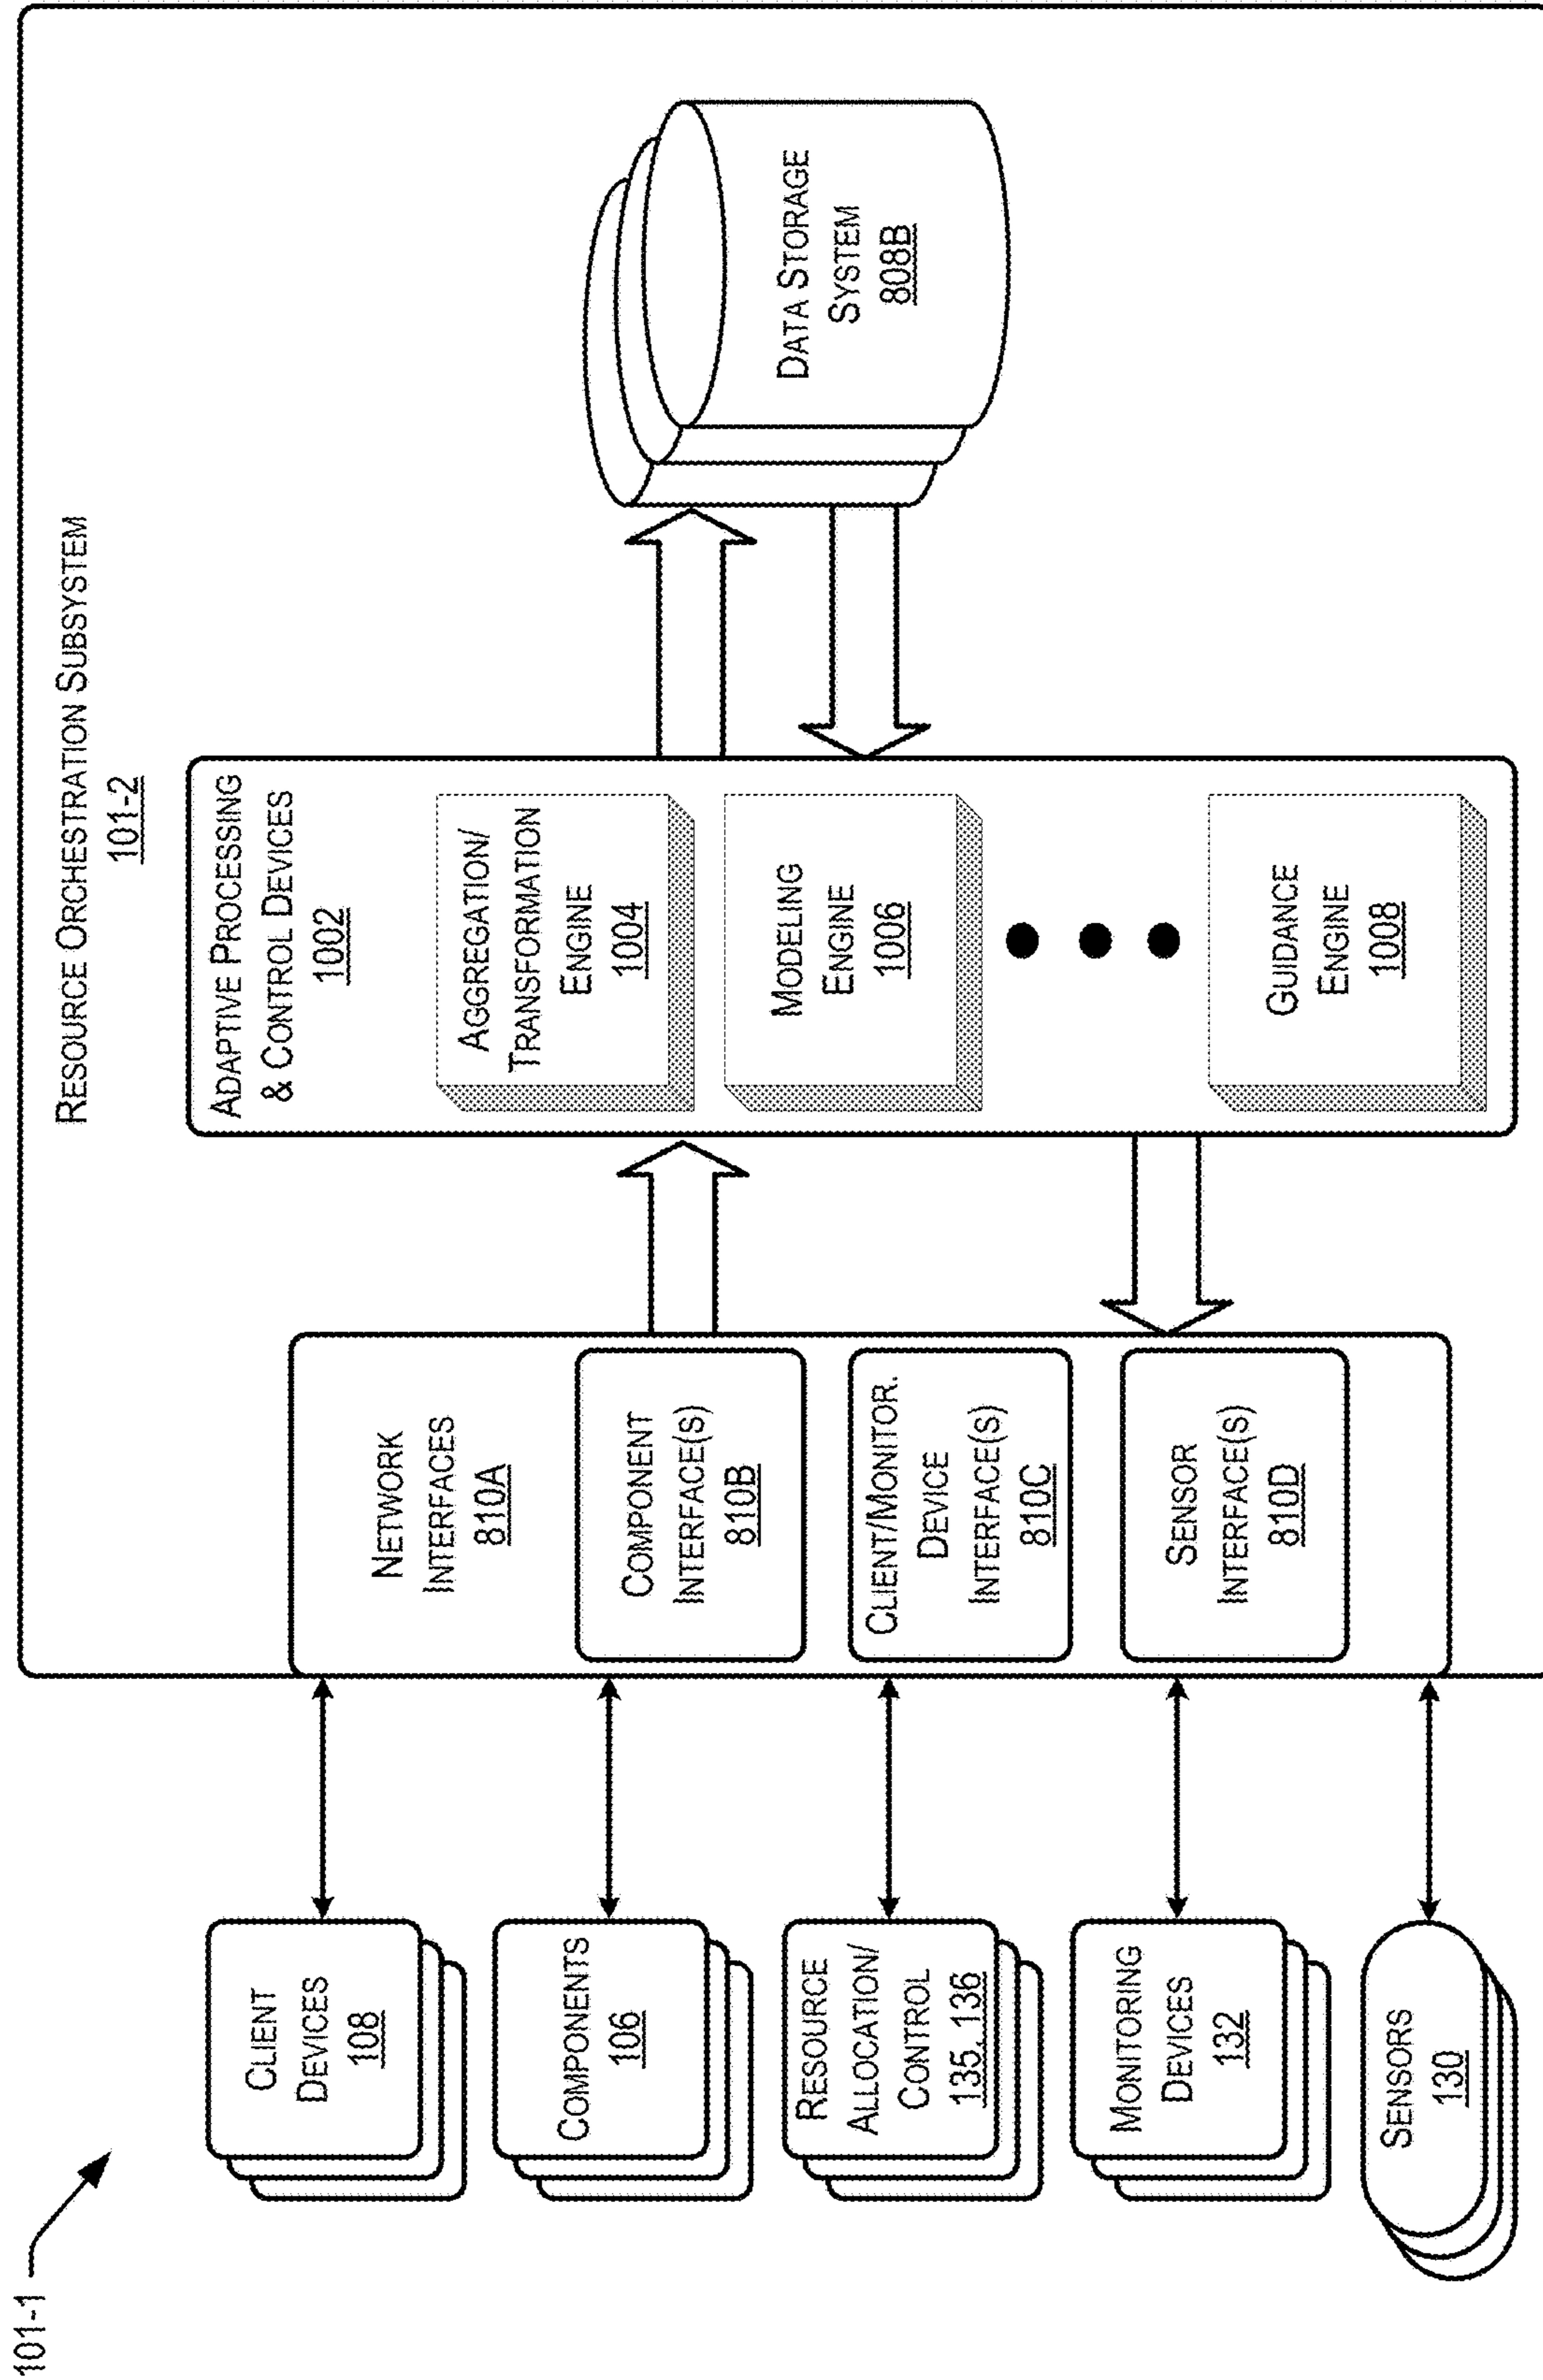 101-1
RESOURCE ORCHESTRATION SUBSYSTEM
101-2
CLIENT
DEVICES
108
COMPONENTS
106
RESOURCE
ALLOCATION/
CONTROL
135, 136
MONITORING
DEVICES
132
SENSORS
130
NETWORK
INTERFACES
810A
COMPONENT
INTERFACE(S)
810B
CLIENT/MONITOR.
DEVICE
INTERFACE(S)
810C
SENSOR
INTERFACE(S)
810D
ADAPTIVE PROCESSING
& CONTROL DEVICES
1002
AGGREGATION/
TRANSFORMATION
ENGINE
1004
MODELING
ENGINE
1006
GUIDANCE
ENGINE
1008
DATA STORAGE
SYSTEM
808B